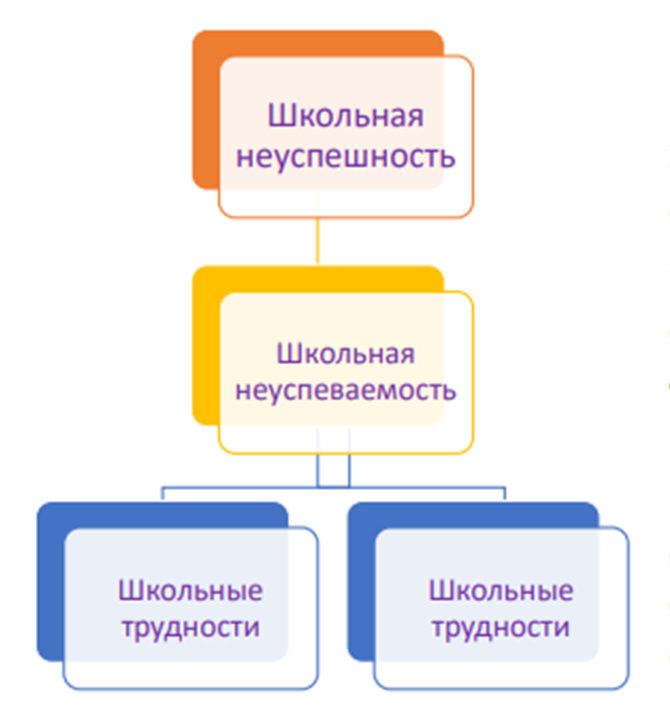 Школьная
неуспешность
Школьная
неуспеваемость
Школьные
трудности
Школьные
трудности